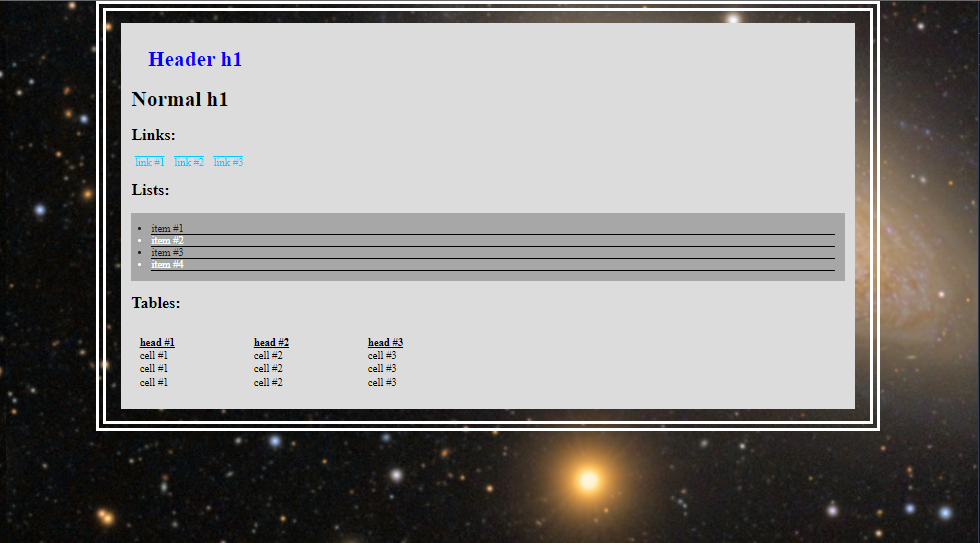 Header h1
Normal h1
Links:
link #1 link #2 link #3
Lists:
item #1
item #2
item #3
item #4
Tables:
head #1 head #2 head #3
cell #1 cell #2 cell #3
cell #1 cell #2 cell #3
cell #1 cell #2 cell #3